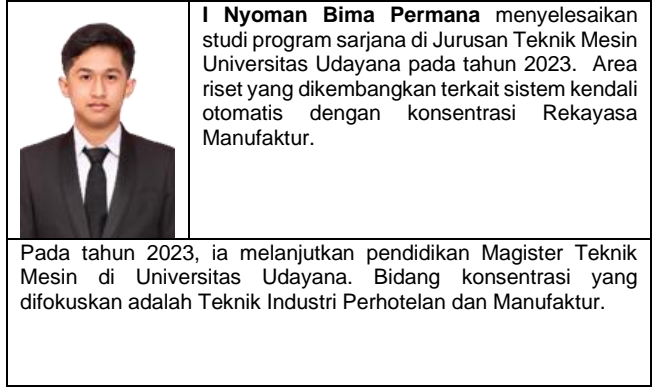 I Nyoman Bima Permana menyelesaikan
studi program sarjana di Jurusan Teknik Mesin
Universitas Udayana pada tahun 2023. Area
riset yang dikembangkan terkait sistem kendali
otomatis dengan konsentrasi Rekayasa
Manufaktur.
Pada tahun 2023, ia melanjutkan pendidikan Magister Teknik
Mesin di Universitas Udayana. Bidang konsentrasi yang
difokuskan adalah Teknik Industri Perhotelan dan Manufaktur.